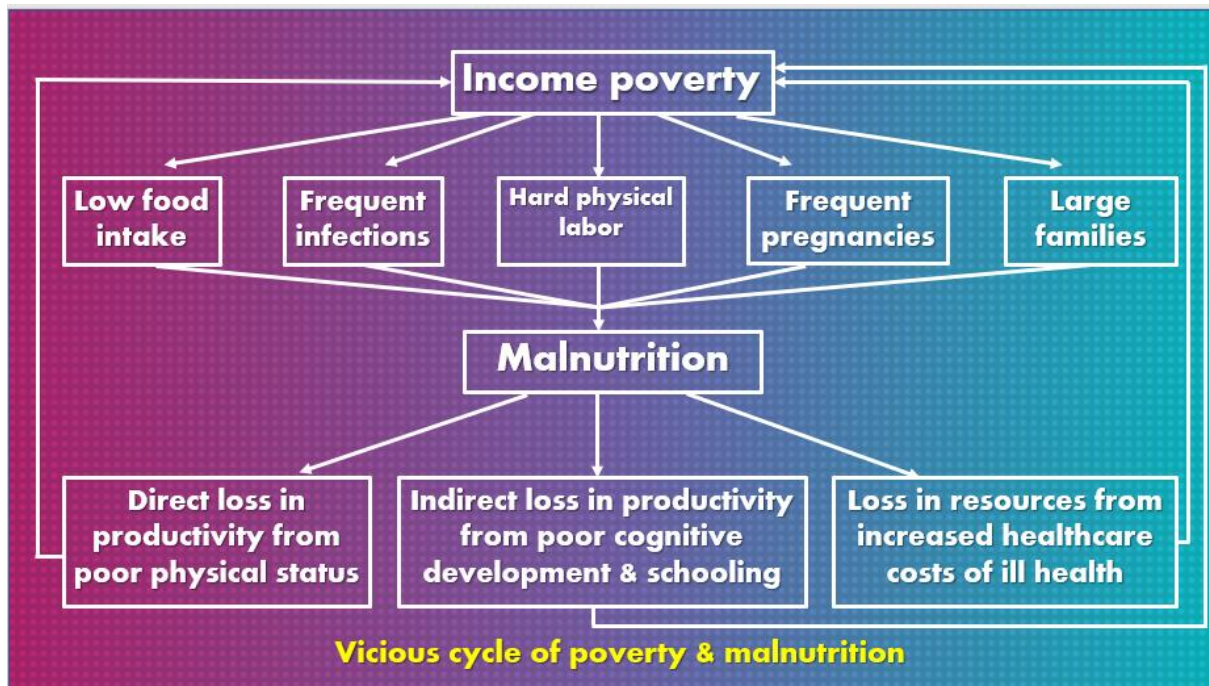 Income poverty
Low food
intake
Frequent
infections
Hard physical
labor
Frequent
pregnancies
Large
families
Malnutrition
Direct loss in
productivity from
poor physical status
Indirect loss in productivity
from poor cognitive
development & schooling
Loss in resources from
increased healthcare
costs of ill health
Vicious cycle of poverty & malnutrition